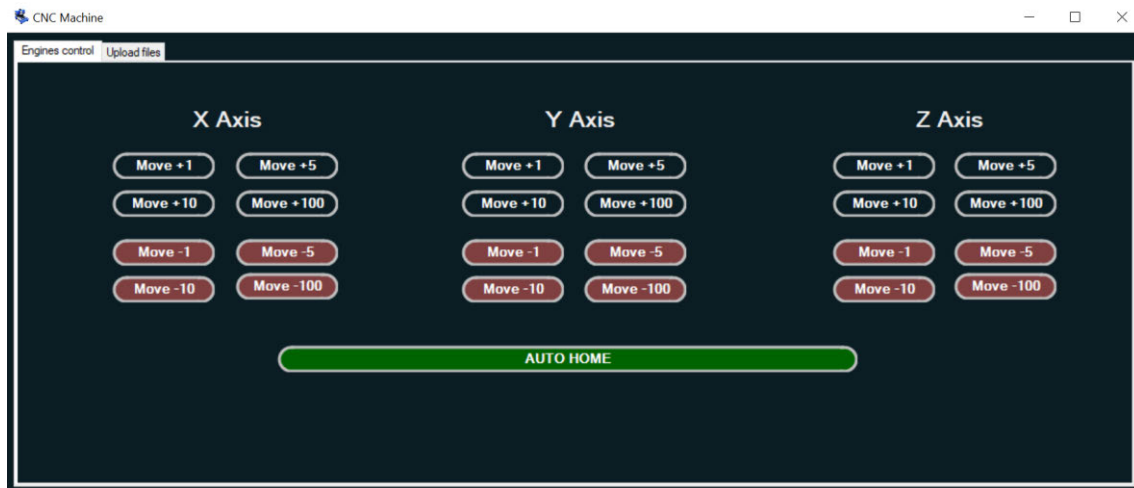 CNC Machine
Engines control Upload files
X Axis Y Axis Z Axis
Move +1 Move +5 Move +1 Move +5 Move +1 Move +5
Move +10 Move +100 Move +10 Move +100 Move +10 Move +100
Move -1 Move -5 Move -1 Move -5 Move -1 Move -5
Move -10 Move -100 Move -10 Move -100 Move -10 Move -100
AUTO HOME